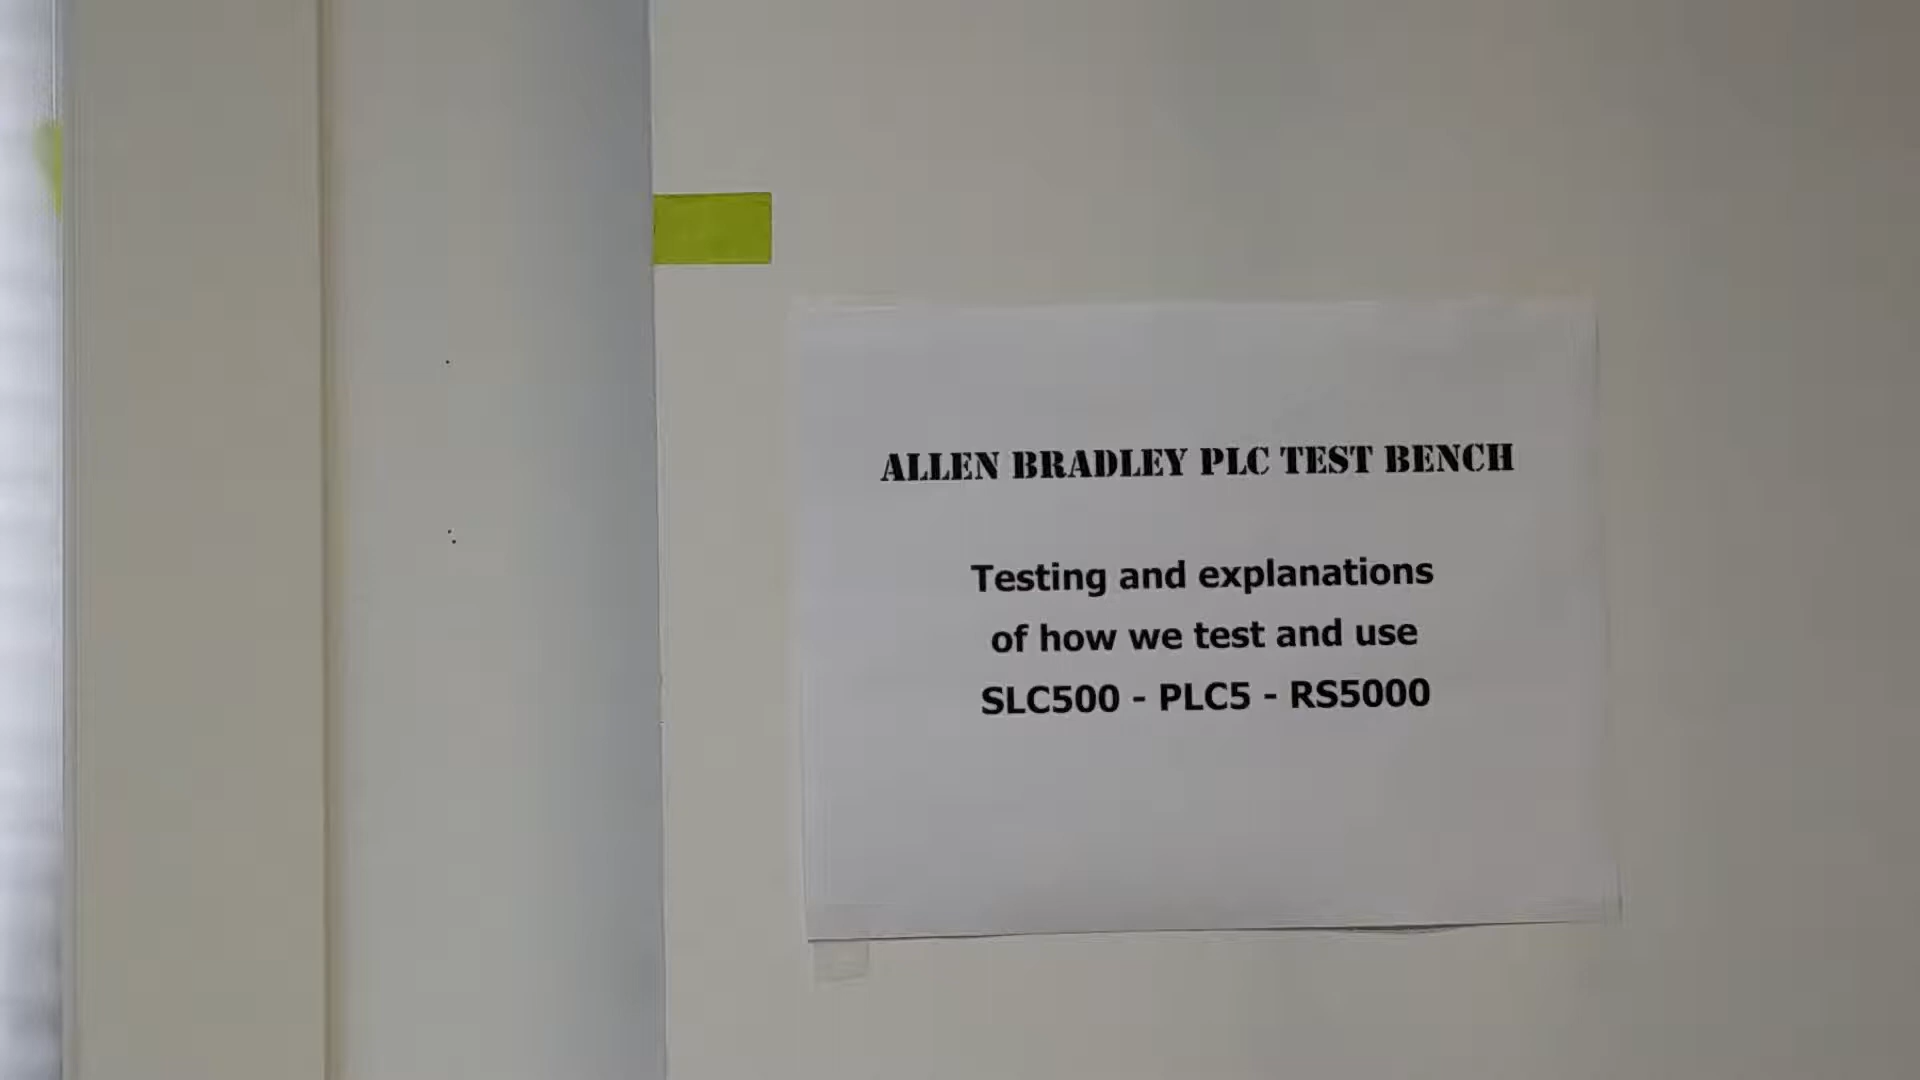 ALLEN BRADLEY PLC TEST BENCH
Testing and explanations
of how we test and use
SLC500 - PLC5 - RS5000